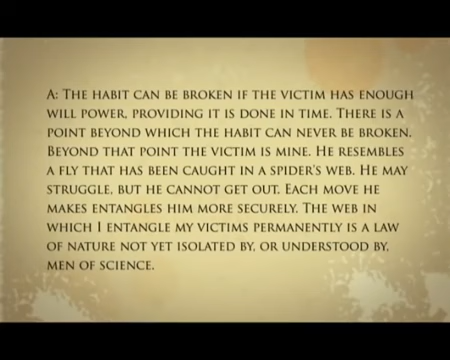 A: The habit can be broken if the victim has enough
will power, providing it is done in time. There is a
point beyond which the habit can never be broken.
Beyond that point the victim is mine. He resembles
a fly that has been caught in a spider's web. He may
struggle, but he cannot get out. Each move he
makes entangles him more securely. The web in
which I entangle my victims permanently is a law
of nature not yet isolated by, or understood by,
men of science.